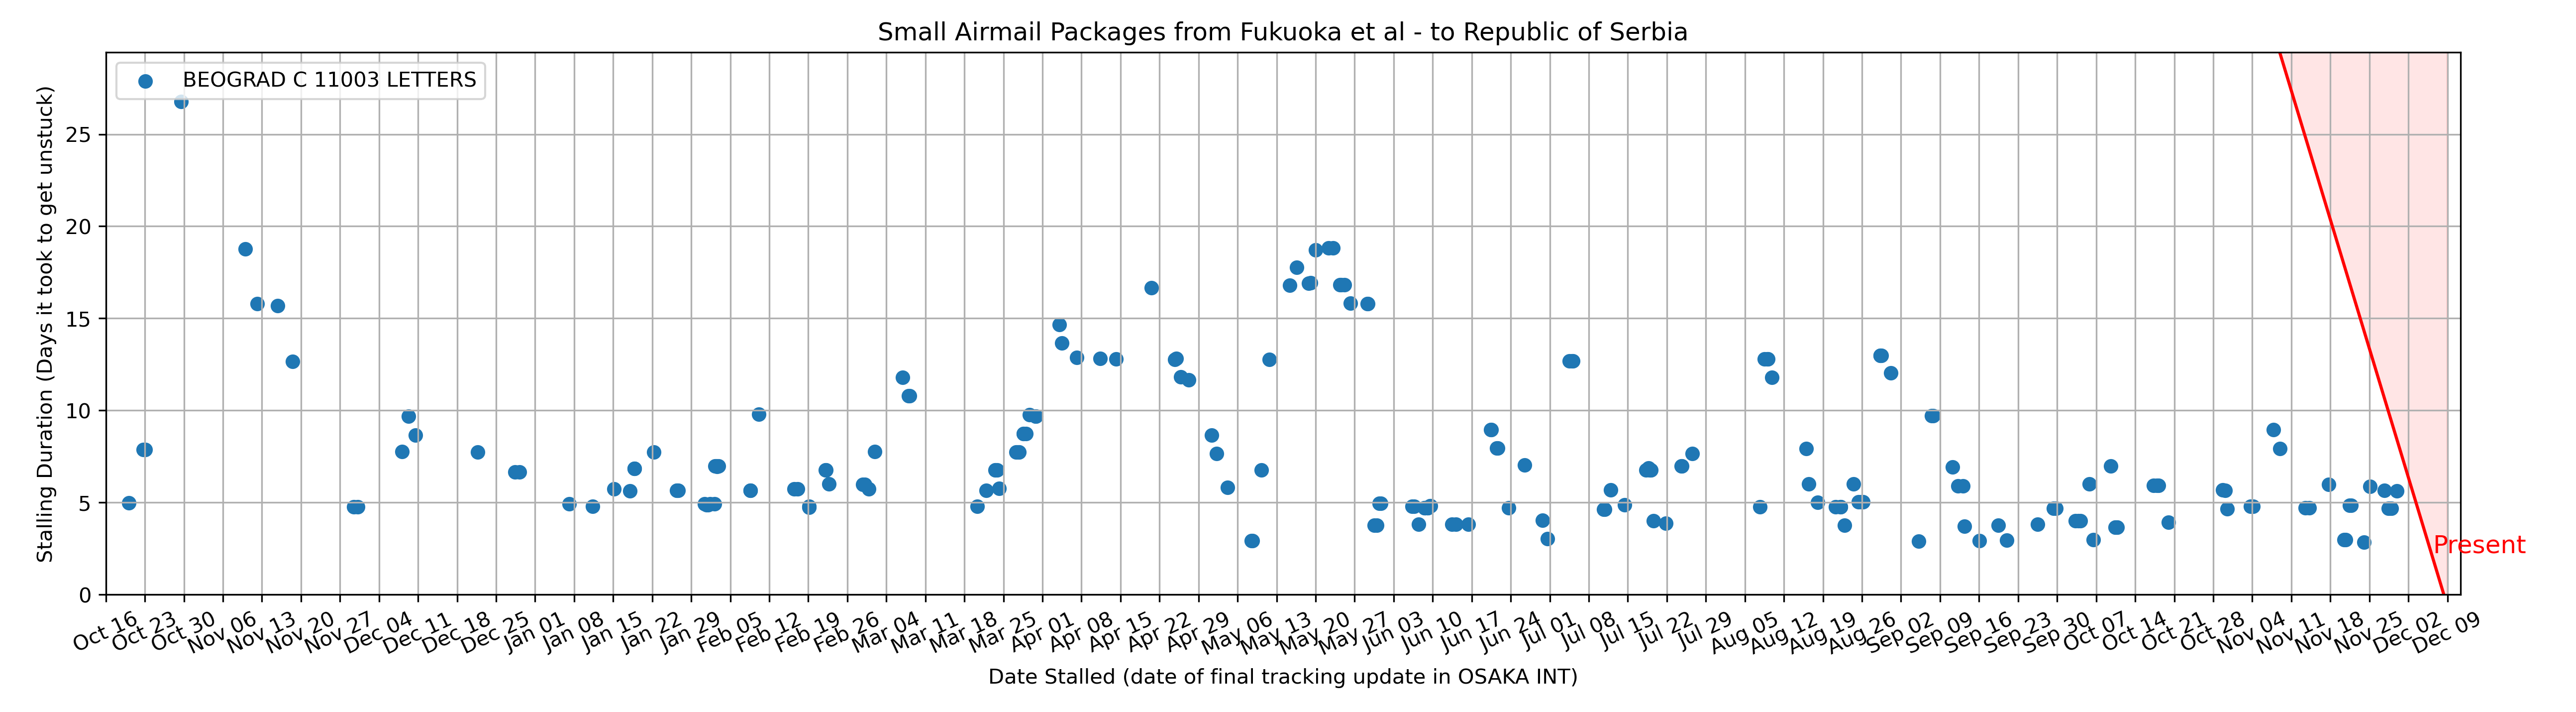 Small Airmail Packages from Fukuoka et al - to Republic of Serbia
BEOGRAD C 11003 LETTERS
Stalling Duration (Days it took to get unstuck)
25
20
15
10
5
0
Present
Oct 16 Oct 23 Oct 30 Nov 06 Nov 13 Nov 20 Nov 27 Dec 04 Dec 11 Dec 18 Dec 25 Jan 01 Jan 08 Jan 15 Jan 22 Jan 29 Feb 05 Feb 12 Feb 19 Feb 26 Mar 04 Mar 11 Mar 18 Mar 25 Apr 01 Apr 08 Apr 15 Apr 22 Apr 29 May 06 May 13 May 20 May 27 Jun 03 Jun 10 Jun 17 Jun 24 Jul 01 Jul 08 Jul 15 Jul 22 Jul 29 Aug 05 Aug 12 Aug 19 Aug 26 Sep 02 Sep 09 Sep 16 Sep 23 Sep 30 Oct 07 Oct 14 Oct 21 Oct 28 Nov 04 Nov 11 Nov 18 Nov 25 Dec 02 Dec 09
Date Stalled (date of final tracking update in OSAKA INT)